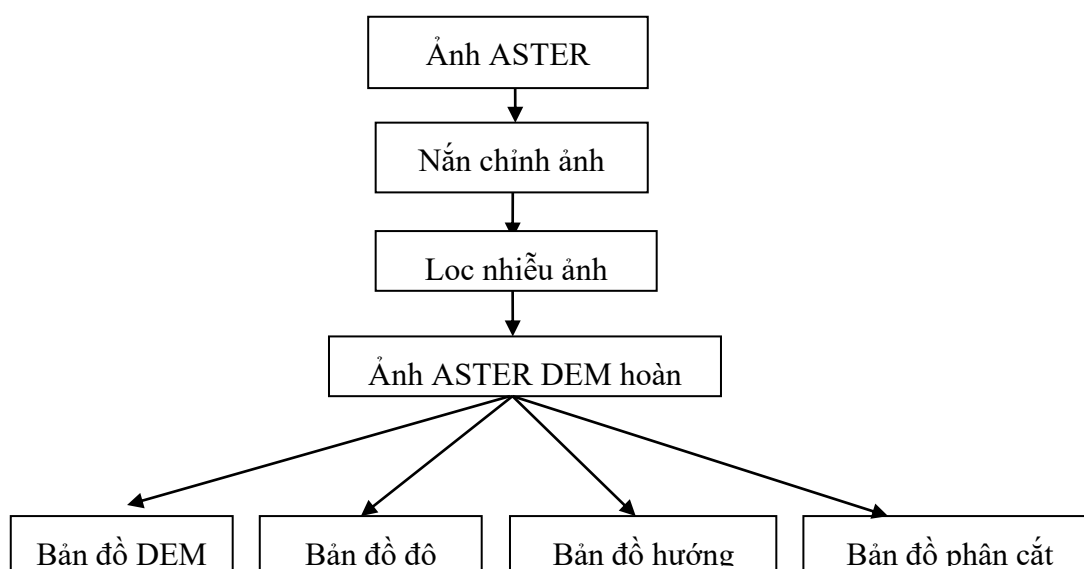 Ảnh ASTER
Nắn chỉnh ảnh
Loc nhiễu ảnh
Ảnh ASTER DEM hoàn
Bản đồ DEM
Bản đồ đô
Bản đồ hướng
Bản đồ phân cắt